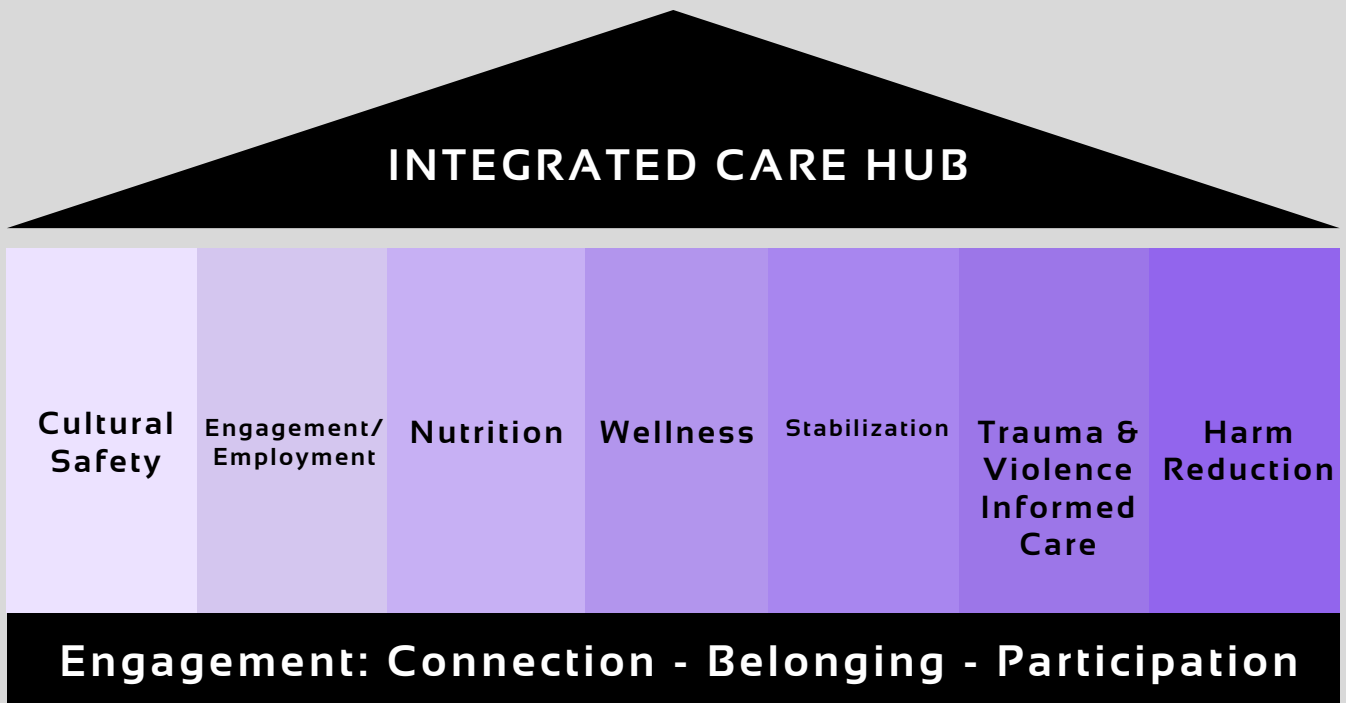 INTEGRATED CARE HUB
Cultural
Safety
Engagement/
Employment
Nutrition
Wellness
Stabilization
Trauma &
Violence
Informed
Care
Harm
Reduction
Engagement: Connection - Belonging - Participation